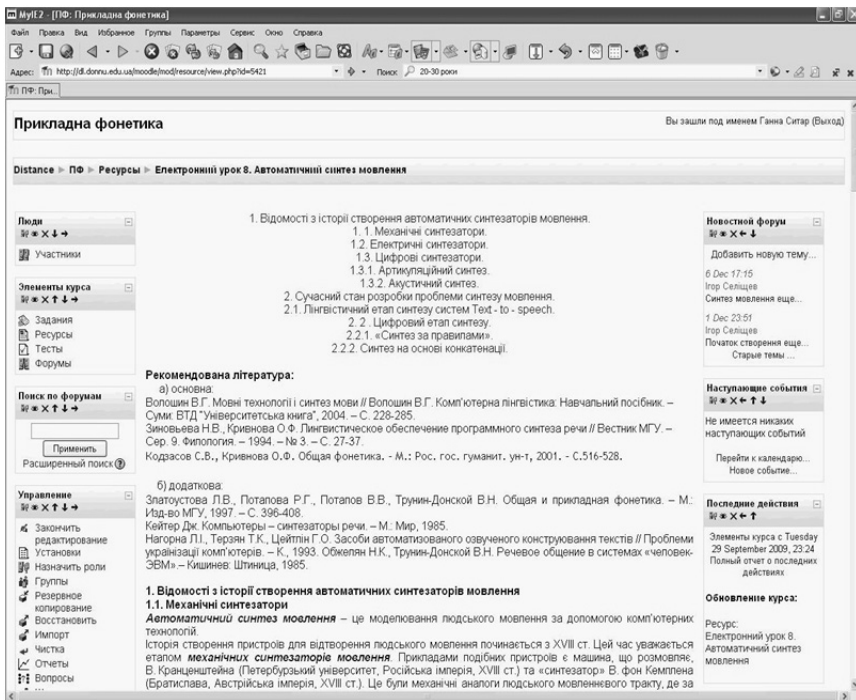 MyIE2 - [ПФ: Прикладна фонетика]
Файл Правка Вид Избранное Группы Параметры Сервис Окно Справка
Адрес: http://dl.donnu.edu.ua/moodle/mod/resource/view.php?id=5421 Поиск 20-30 роки
ПФ: При...
Прикладна фонетика
Вы зашли под именем Ганна Ситар (Выход)
Distance ► ПФ ► Ресурсы ► Електронний урок 8. Автоматичний синтез мовлення
Люди
Участники
Элементы курса
Задания
Ресурсы
Тесты
Форумы
Поиск по форумам
Применить
Расширенный поиск
Управление
Закончить
редактирование
Установки
Назначить роли
Группы
Резервное
копирование
Восстановить
Импорт
Чистка
Отчеты
Вопросы
1. Відомості з історії створення автоматичних синтезаторів мовлення.
1. 1. Механічні синтезатори.
1.2. Електричні синтезатори.
1.3. Цифрові синтезатори.
1.3.1. Артикуляційний синтез.
1.3.2. Акустичний синтез.
2. Сучасний стан розробки проблеми синтезу мовлення.
2.1. Лінгвістичний етап синтезу систем Text - to - speech.
2. 2 . Цифровий етап синтезу.
2.2.1. «Синтез за правилами».
2.2.2. Синтез на основі конкатенації.
Рекомендована література:
а) основна:
Волошин В.Г. Мовні технології і синтез мови // Волошин В.Г. Комп'ютерна лінгвістика: Навчальний посібник. –
Суми: ВТД "Університетська книга", 2004. – С. 228-285.
Зиновьева Н.В., Кривнова О.Ф. Лингвистическое обеспечение программного синтеза речи // Вестник МГУ. –
Сер. 9. Филология. – 1994. – № 3. – С. 27-37.
Кодзасов С.В., Кривнова О.Ф. Общая фонетика. - М.: Рос. гос. гуманит. ун-т, 2001. - С.516-528.
б) додаткова:
Златоустова Л.В., Потапова Р.Г., Потапов В.В., Трунин-Донской В.Н. Общая и прикладная фонетика. – М.:
Изд-во МГУ, 1997. – С. 396-408.
Кейтер Дж. Компьютеры – синтезаторы речи. – М.: Мир, 1985.
Нагорна Л.І., Терзян Т.К., Цейтлін Г.О. Засоби автоматизованого озвученого конструювання текстів // Проблеми
українізації комп'ютерів. – К., 1993. Обжелян Н.К., Трунин-Донской В.Н. Речевое общение в системах «человек-
ЭВМ».– Кишинев: Штиница, 1985.
1. Відомості з історії створення автоматичних синтезаторів мовлення
1.1. Механічні синтезатори
Автоматичний синтез мовлення – це моделювання людського мовлення за допомогою комп'ютерних
технологій.
Історія створення пристроїв для відтворення людського мовлення починається з XVIII ст. Цей час уважається
етапом механічних синтезаторів мовлення. Прикладами подібних пристроїв є машина, що розмовляє,
В. Кранценштейна (Петербурзький університет, Російська імперія, XVIII ст.) та «синтезатор» В. фон Кемплена
(Братислава, Австрійська імперія, XVIII ст.). Це були механічні аналоги людського мовленнєвого тракту, де за
Новостной форум
Добавить новую тему...
6 Dec 17:15
Ігор Селіщев
Синтез мовлення еще...
1 Dec 23:51
Ігор Селіщев
Початок створення еще...
Старые темы ...
Наступающие события
Не имеется никаких
наступающих событий
Перейти к календарю...
Новое событие...
Последние действия
Элементы курса с Tuesday
29 September 2009, 23:24
Полный отчет о последних
действиях
Обновление курса:
Ресурс:
Електронний урок 8.
Автоматичний синтез
мовлення